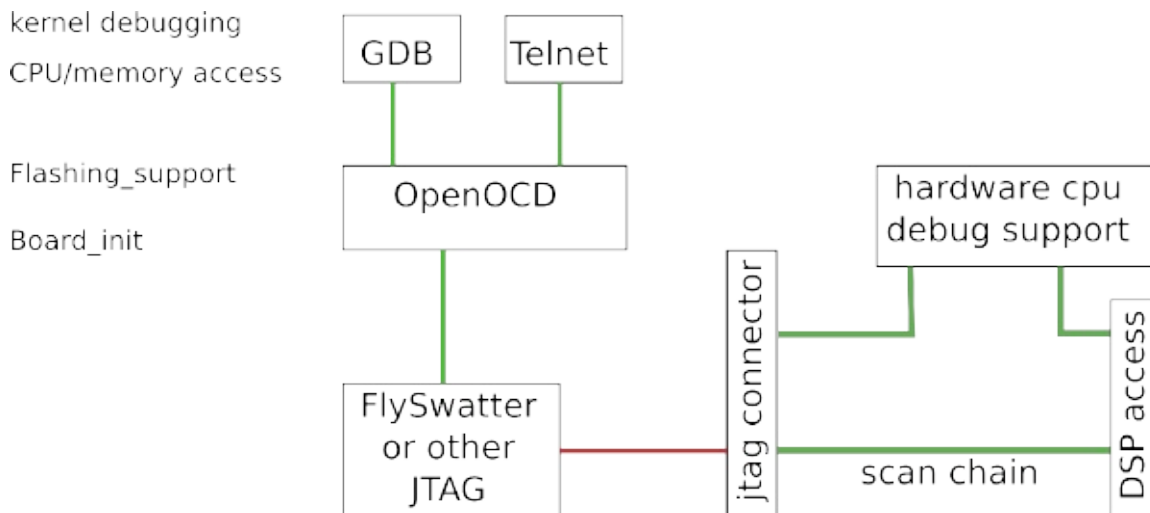 kernel debugging
CPU/memory access
GDB
Telnet
Flashing_support
Board_init
OpenOCD
hardware cpu
debug support
FlySwatter
or other
JTAG
jtag connector
scan chain
DSP access